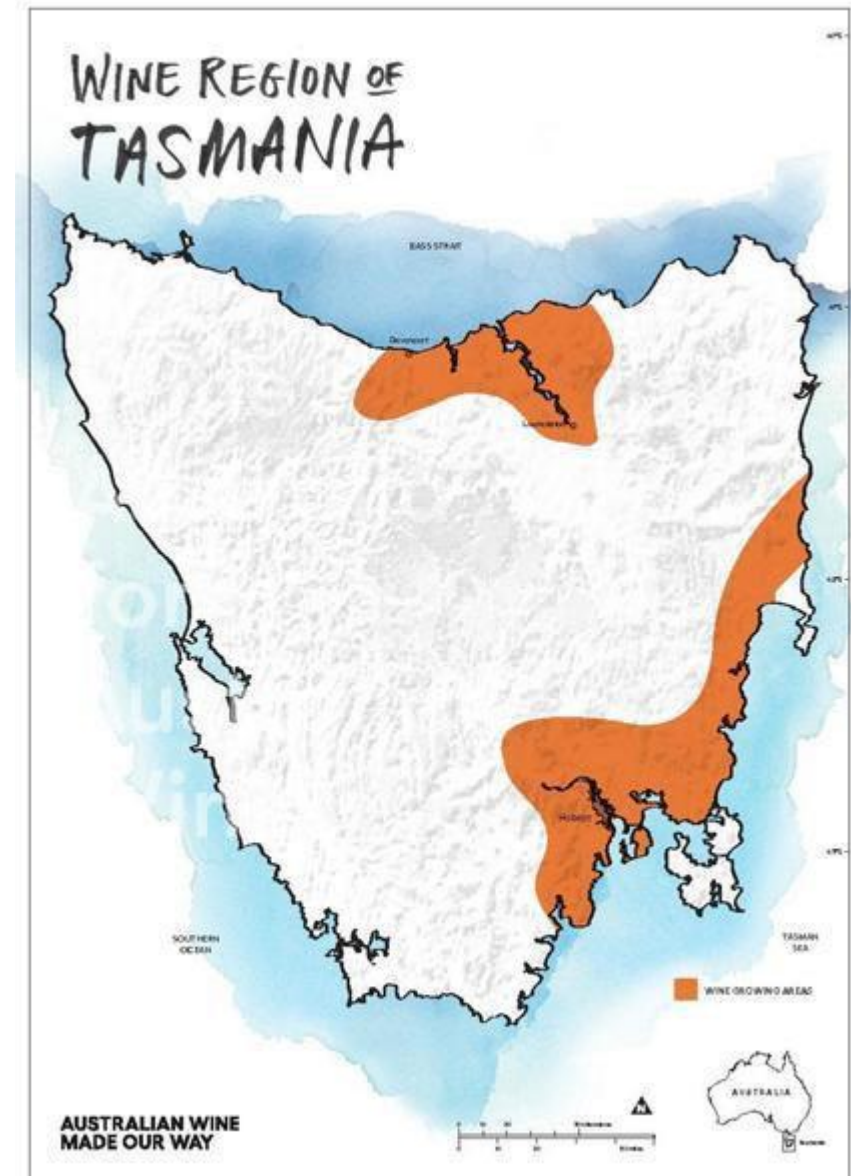 WINE REGION OF
TASMANIA
BASS STRAIT
Devonport
Launceston
Hobart
SOUTHERN
OCEAN
TASMAN
SEA
WINE GROWING AREAS
AUSTRALIA
AUSTRALIAN WINE
MADE OUR WAY
N